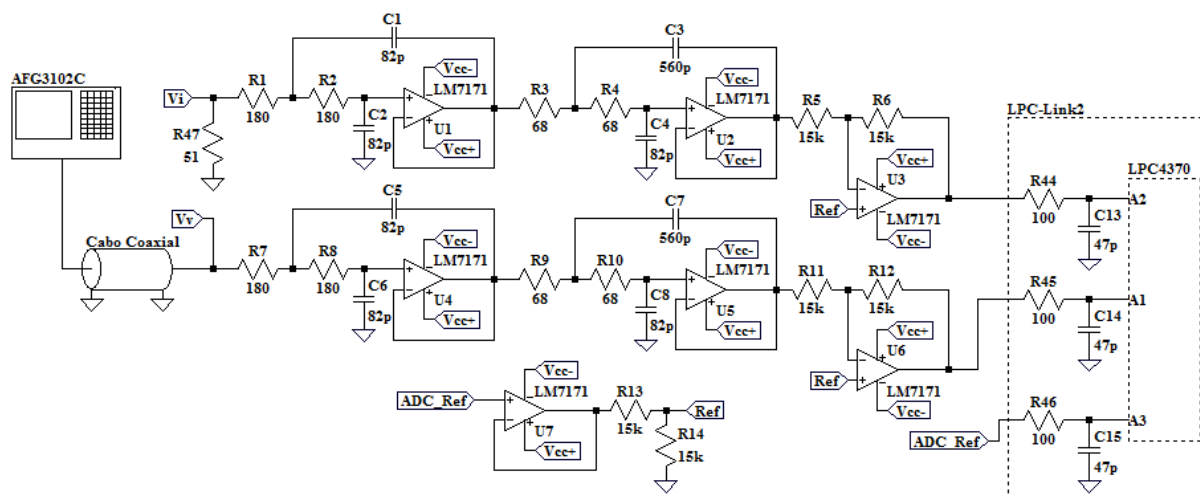 AFG3102C
Vi
R47
51
R1
180
R2
180
C1
82p
C2
82p
Vcc-
LM7171
U1
Vcc+
R3
68
R4
68
C3
560p
C4
82p
Vcc-
LM7171
U2
Vcc+
R5
15k
R6
15k
Vcc+
U3
Ref
LM7171
Vcc-
LPC-Link2
LPC4370
R44
100
A2
C13
47p
Vv
Cabo Coaxial
R7
180
R8
180
C5
82p
C6
82p
Vcc-
LM7171
U4
Vcc+
R9
68
R10
68
C7
560p
C8
82p
Vcc-
LM7171
U5
Vcc+
R11
15k
R12
15k
Vcc+
U6
Ref
LM7171
Vcc-
R45
100
A1
C14
47p
ADC_Ref
Vcc-
LM7171
U7
Vcc+
R13
15k
Ref
R14
15k
ADC_Ref
R46
100
A3
C15
47p